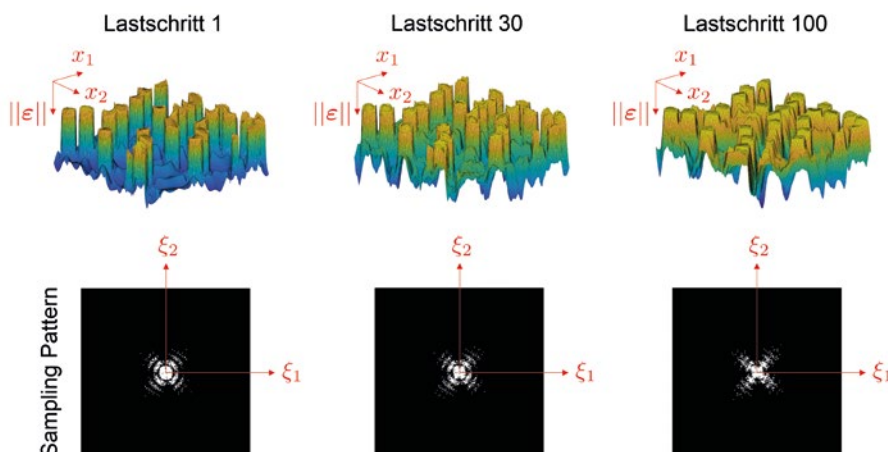 Lastschritt 1 Lastschritt 30 Lastschritt 100
x₁ x₁ x₁
x₂ x₂ x₂
||ε|| ||ε|| ||ε||
ξ₂ ξ₂ ξ₂
Sampling Pattern
ξ₁ ξ₁ ξ₁